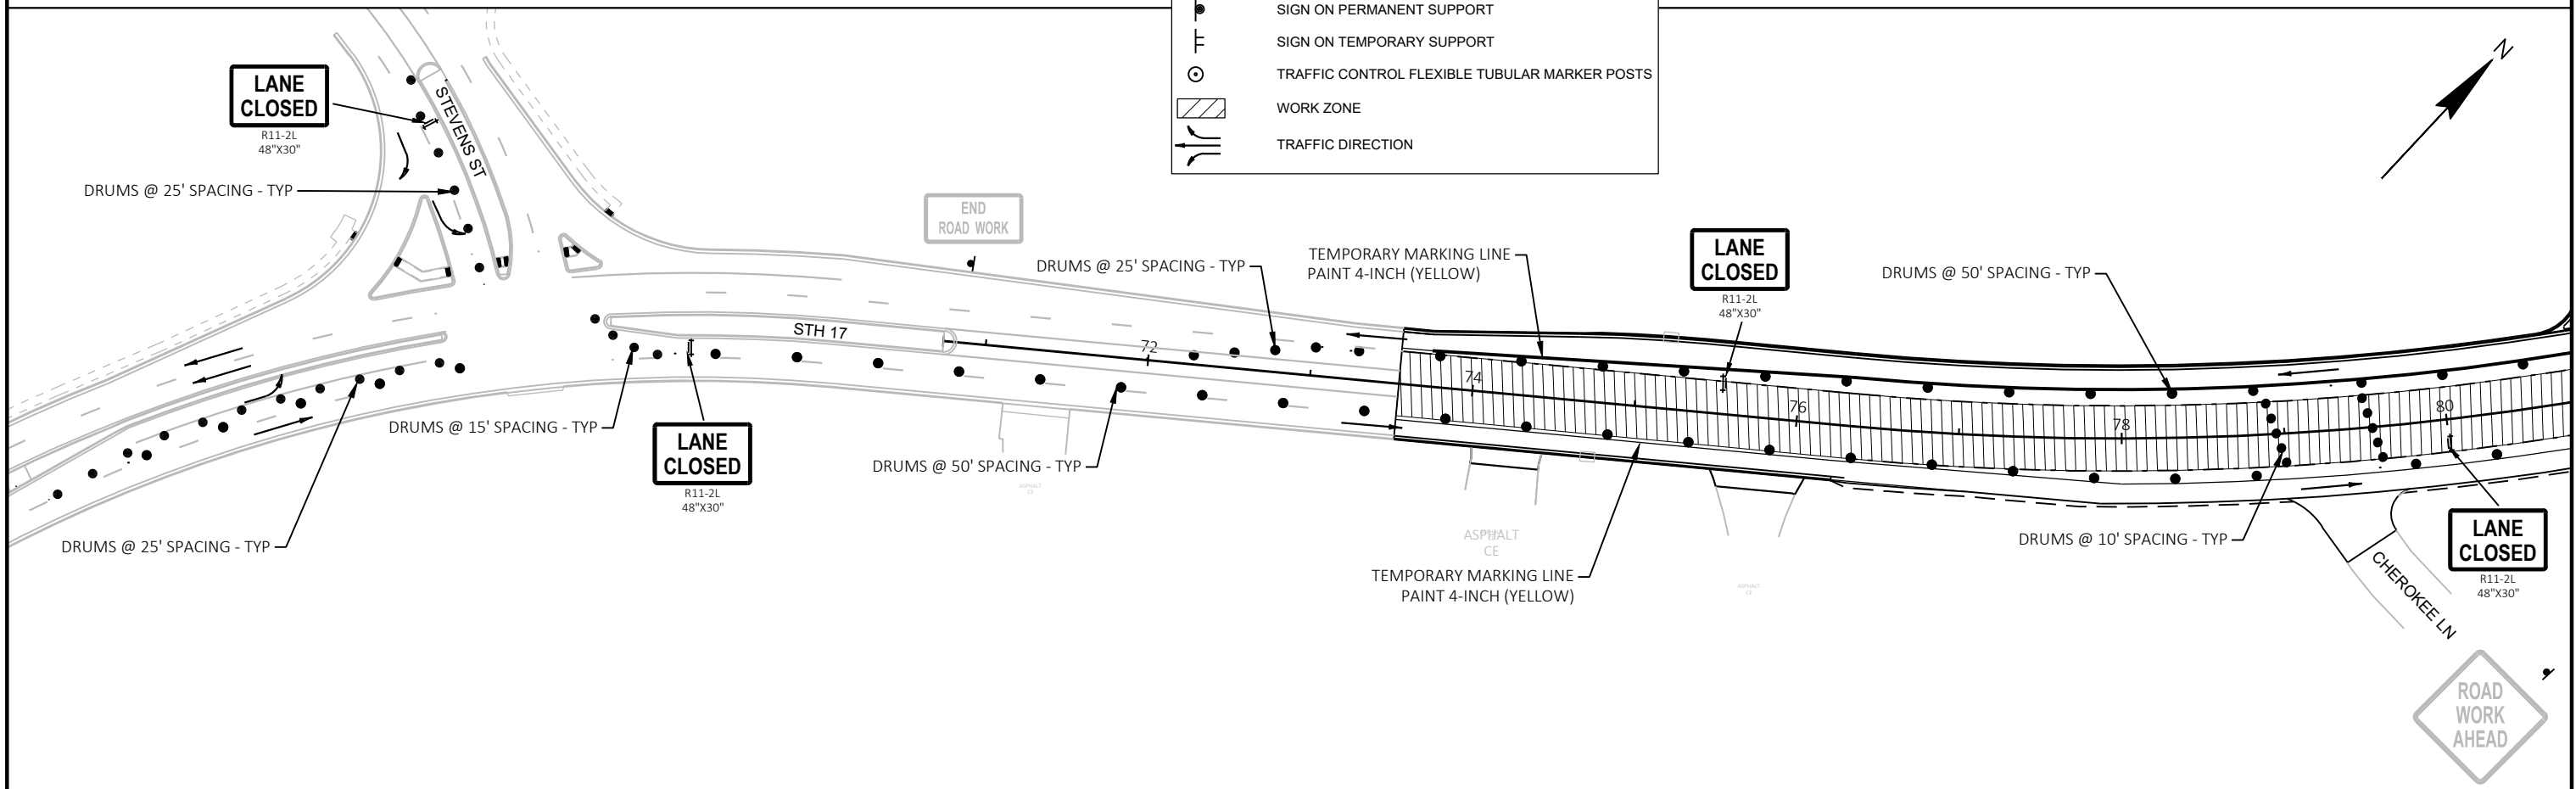 SIGN ON PERMANENT SUPPORT
SIGN ON TEMPORARY SUPPORT
TRAFFIC CONTROL FLEXIBLE TUBULAR MARKER POSTS
WORK ZONE
TRAFFIC DIRECTION
N
LANE
CLOSED
R11-2L
48"X30"
STEVENS ST
DRUMS @ 25' SPACING - TYP
END
ROAD WORK
DRUMS @ 25' SPACING - TYP
TEMPORARY MARKING LINE
PAINT 4-INCH (YELLOW)
LANE
CLOSED
R11-2L
48"X30"
DRUMS @ 50' SPACING - TYP
STH 17
72
74
76
78
80
DRUMS @ 15' SPACING - TYP
LANE
CLOSED
R11-2L
48"X30"
DRUMS @ 50' SPACING - TYP
ASPHALT
CE
DRUMS @ 25' SPACING - TYP
ASPHALT
CE
TEMPORARY MARKING LINE
PAINT 4-INCH (YELLOW)
ASPHALT
CE
DRUMS @ 10' SPACING - TYP
CHEROKEE LN
LANE
CLOSED
R11-2L
48"X30"
ROAD
WORK
AHEAD